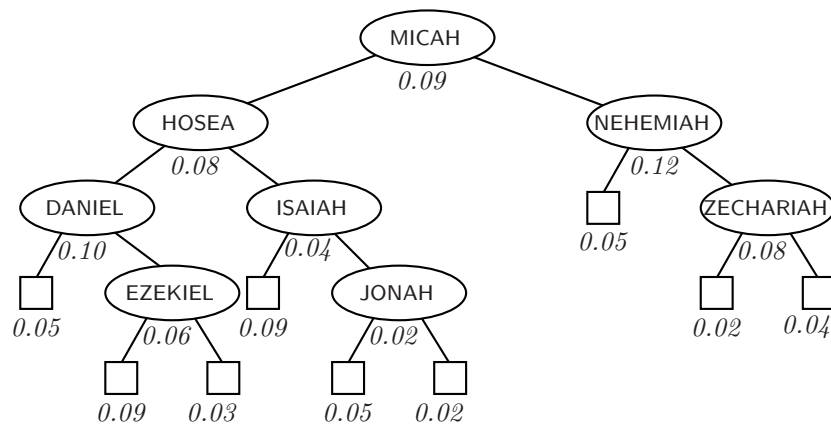 MICAH
0.09
HOSEA NEHEMIAH
0.08 0.12
DANIEL ISAIAH ZECHARIAH
0.10 0.04 0.05 0.08
EZEKIEL JONAH
0.05 0.06 0.09 0.02 0.02 0.04
0.09 0.03 0.05 0.02